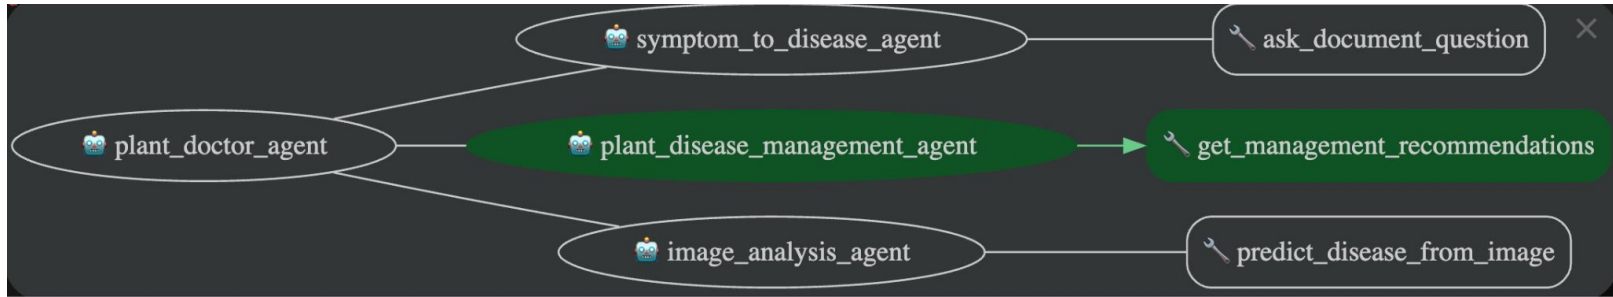 symptom_to_disease_agent
ask_document_question
plant_doctor_agent
plant_disease_management_agent
get_management_recommendations
image_analysis_agent
predict_disease_from_image